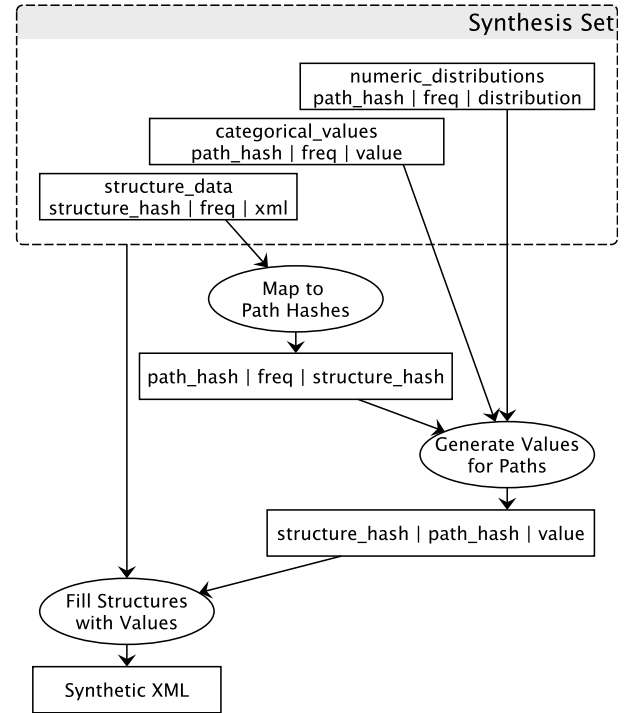 Synthesis Set
numeric_distributions
path_hash | freq | distribution
categorical_values
path_hash | freq | value
structure_data
structure_hash | freq | xml
Map to
Path Hashes
path_hash | freq | structure_hash
Generate Values
for Paths
structure_hash | path_hash | value
Fill Structures
with Values
Synthetic XML